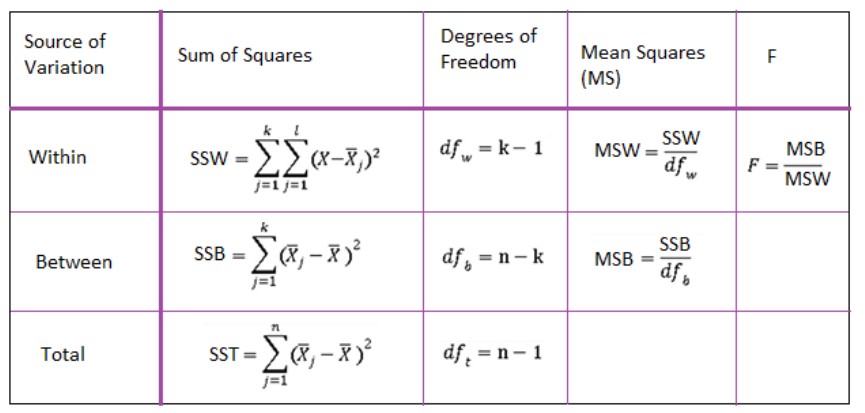 Source of Variation | Sum of Squares | Degrees of Freedom | Mean Squares (MS) | F
Within | SSW = \sum_{j=1}^{k} \sum_{j=1}^{l} (X - \bar{X}_j)^2 | df_w = k − 1 | MSW = \frac{SSW}{df_w} | F = \frac{MSB}{MSW}
Between | SSB = \sum_{j=1}^{k} (\bar{X}_j - \bar{X})^2 | df_b = n − k | MSB = \frac{SSB}{df_b}
Total | SST = \sum_{j=1}^{n} (\bar{X}_j - \bar{X})^2 | df_t = n − 1